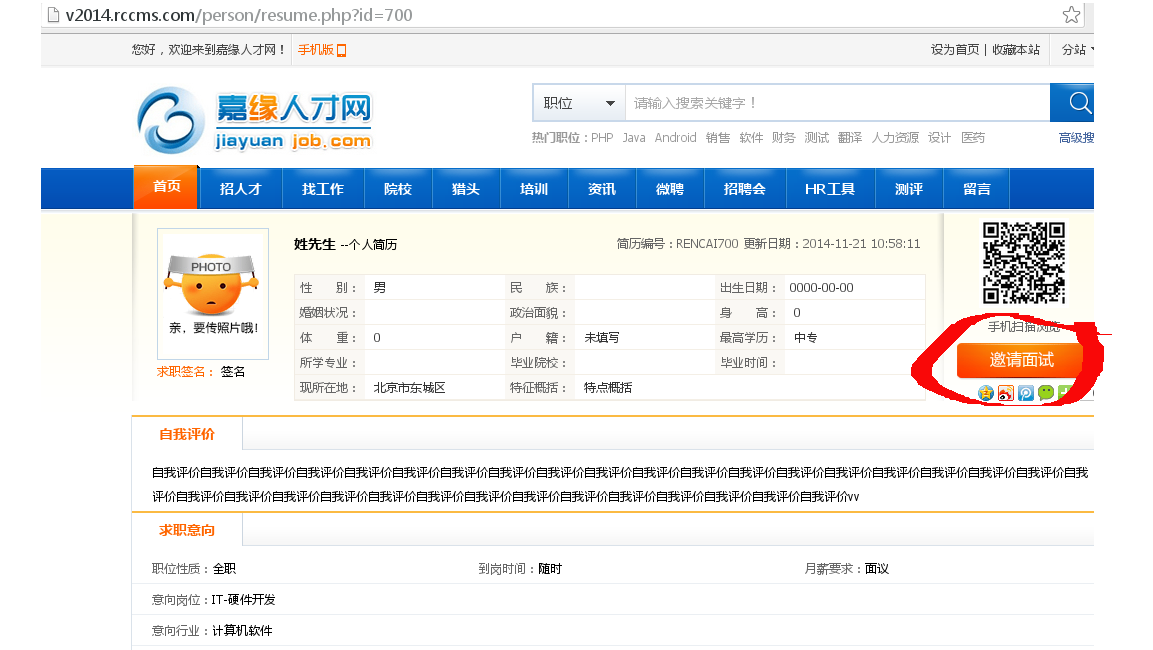 v2014.rccms.com/person/resume.php?id=700
您好，欢迎来到嘉缘人才网！ 手机版 设为首页 | 收藏本站 分站
嘉缘人才网
jiayuan job.com
职位 请输入搜索关键字！
热门职位：PHP Java Android 销售 软件 财务 测试 翻译 人力资源 设计 医药 高级搜
首页 招人才 找工作 院校 猎头 培训 资讯 微聘 招聘会 HR工具 测评 留言
姓先生 --个人简历 简历编号：RENCAI700 更新日期：2014-11-21 10:58:11
PHOTO
亲，要传照片哦!
求职签名： 签名
性 别： 男 民 族： 出生日期： 0000-00-00
婚姻状况： 政治面貌： 身 高： 0
体 重： 0 户 籍： 未填写 最高学历： 中专
所学专业： 毕业院校： 毕业时间：
现所在地： 北京市东城区 特征概括： 特点概括
手机扫描浏览
邀请面试
自我评价
自我评价自我评价自我评价自我评价自我评价自我评价自我评价自我评价自我评价自我评价自我评价自我评价自我评价自我评价自我评价自我评价自我评价自我评价自我评价自我
评价自我评价自我评价自我评价自我评价自我评价自我评价自我评价自我评价自我评价自我评价自我评价自我评价自我评价自我评价vv
求职意向
职位性质：全职 到岗时间：随时 月薪要求：面议
意向岗位：IT-硬件开发
意向行业：计算机软件